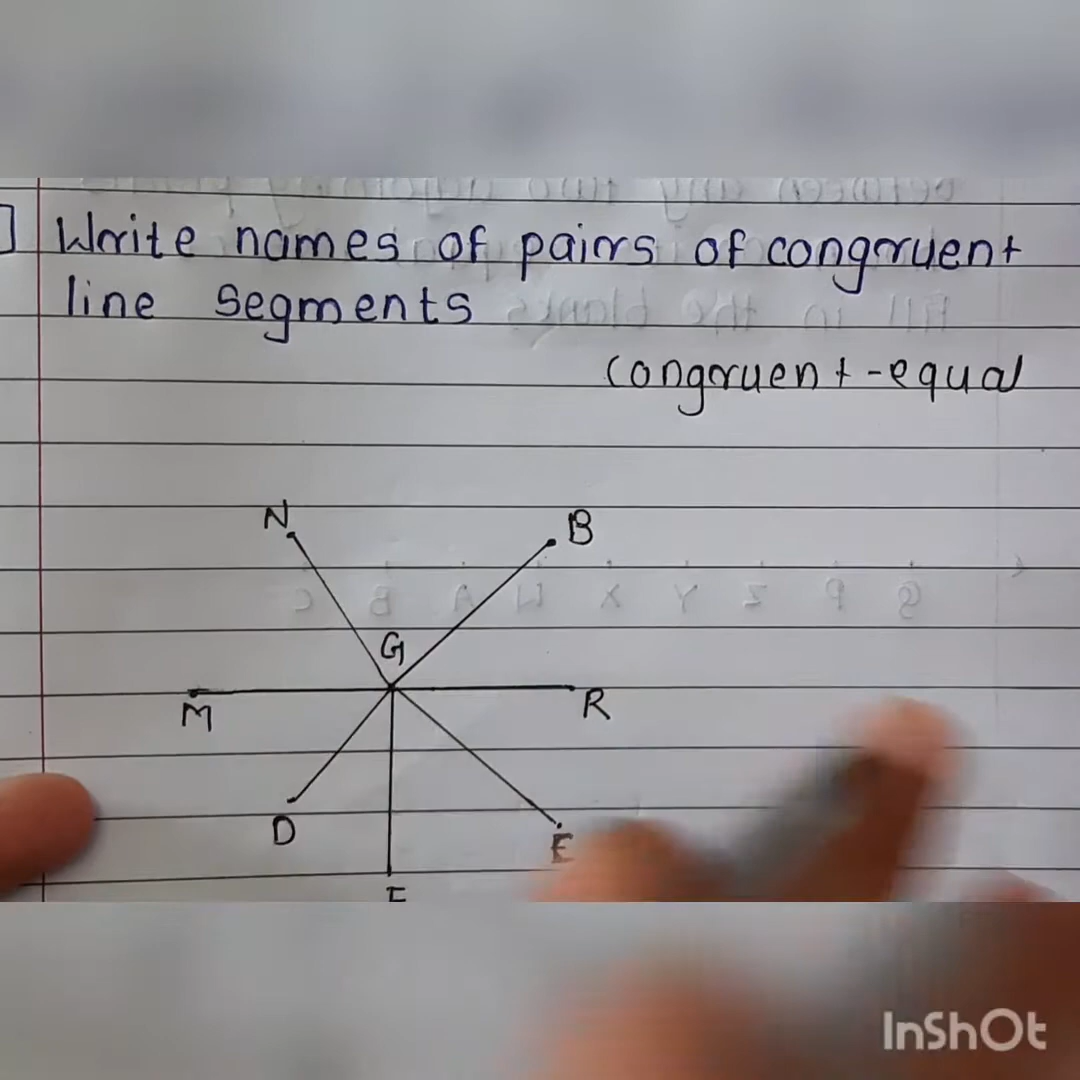 Write names of pairs of congruent
line segments
congruent - equal
N
B
G
M
R
D
E
InShOt